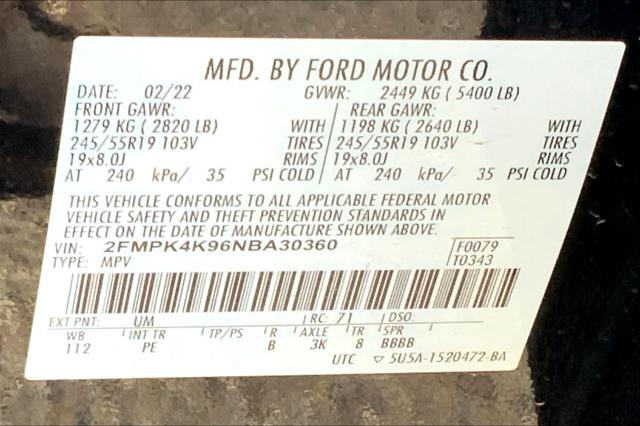 MFD. BY FORD MOTOR CO.
DATE: 02/22 GVWR: 2449 KG ( 5400 LB)
FRONT GAWR: REAR GAWR:
1279 KG ( 2820 LB) WITH 1198 KG ( 2640 LB) WITH
245/55R19 103V TIRES 245/55R19 103V TIRES
19x8.0J RIMS 19x8.0J RIMS
AT 240 kPa/ 35 PSI COLD AT 240 kPa/ 35 PSI COLD
THIS VEHICLE CONFORMS TO ALL APPLICABLE FEDERAL MOTOR
VEHICLE SAFETY AND THEFT PREVENTION STANDARDS IN
EFFECT ON THE DATE OF MANUFACTURE SHOWN ABOVE.
VIN: 2FMPK4K96NBA30360 F0079
TYPE: MPV T0343
EXT PNT: UM RC: 71 DSO:
WB INT TR TP/PS R AXLE TR SPR
112 PE B 3K 8 BBBB
UTC ▽ 5U5A-1520472-BA